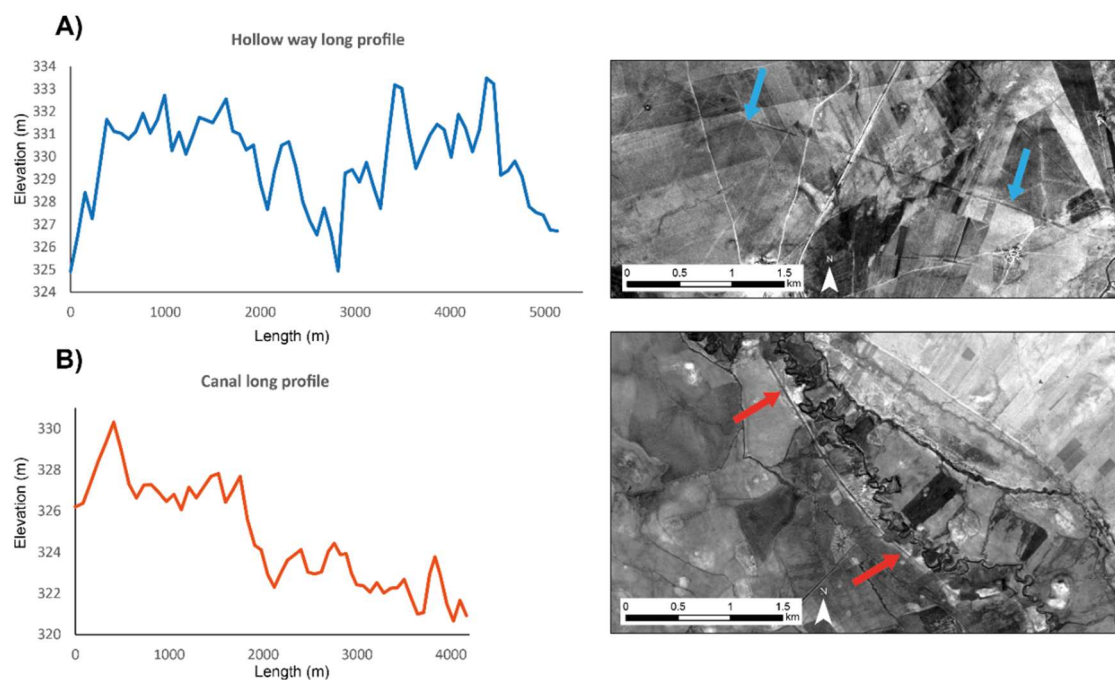 A)
Hollow way long profile
334
333
332
331
330
329
328
327
326
325
324
Elevation (m)
0 1000 2000 3000 4000 5000
Length (m)
0 0.5 1 1.5
km
N
B)
Canal long profile
330
328
326
324
322
320
Elevation (m)
0 1000 2000 3000 4000
Length (m)
0 0.5 1 1.5
km
N